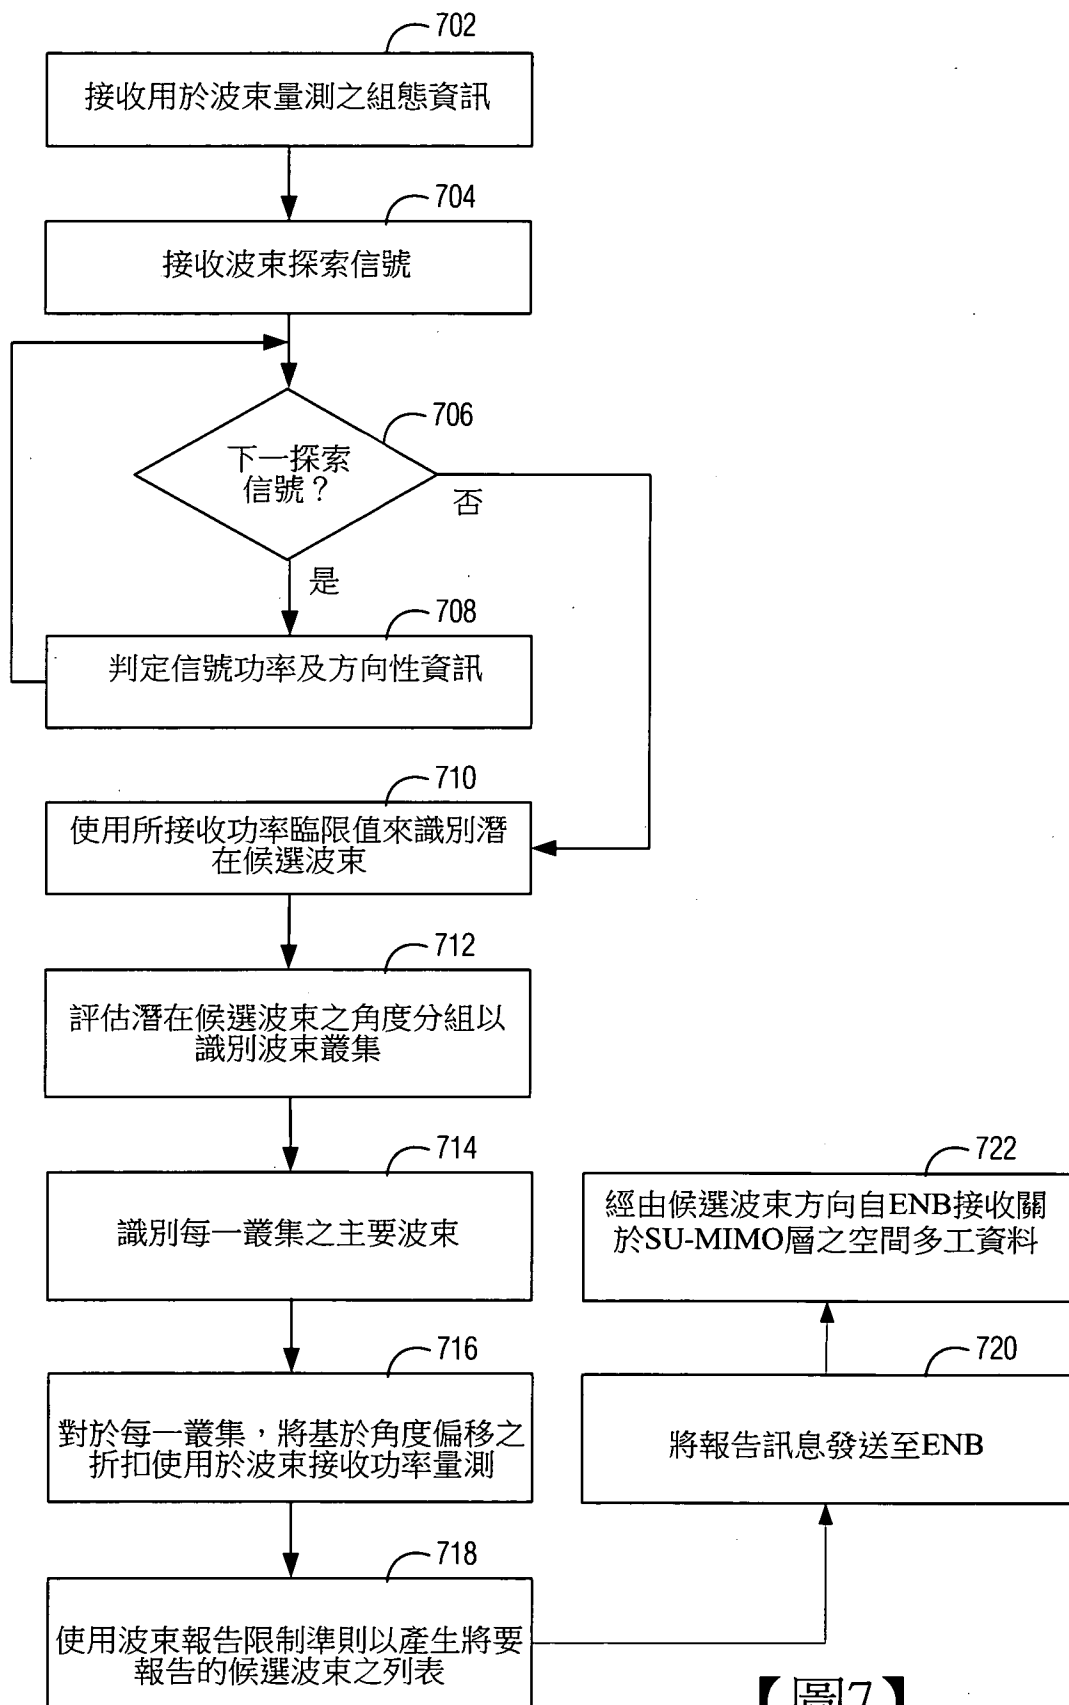 702
接收用於波束量測之組態資訊
704
接收波束探索信號
706
下一探索
信號？
否
是
708
判定信號功率及方向性資訊
710
使用所接收功率臨限值來識別潛
在候選波束
712
評估潛在候選波束之角度分組以
識別波束叢集
714
識別每一叢集之主要波束
716
對於每一叢集，將基於角度偏移之
折扣使用於波束接收功率量測
718
使用波束報告限制準則以產生將要
報告的候選波束之列表
720
將報告訊息發送至ENB
722
經由候選波束方向自ENB接收關
於SU-MIMO層之空間多工資料
【圖7】